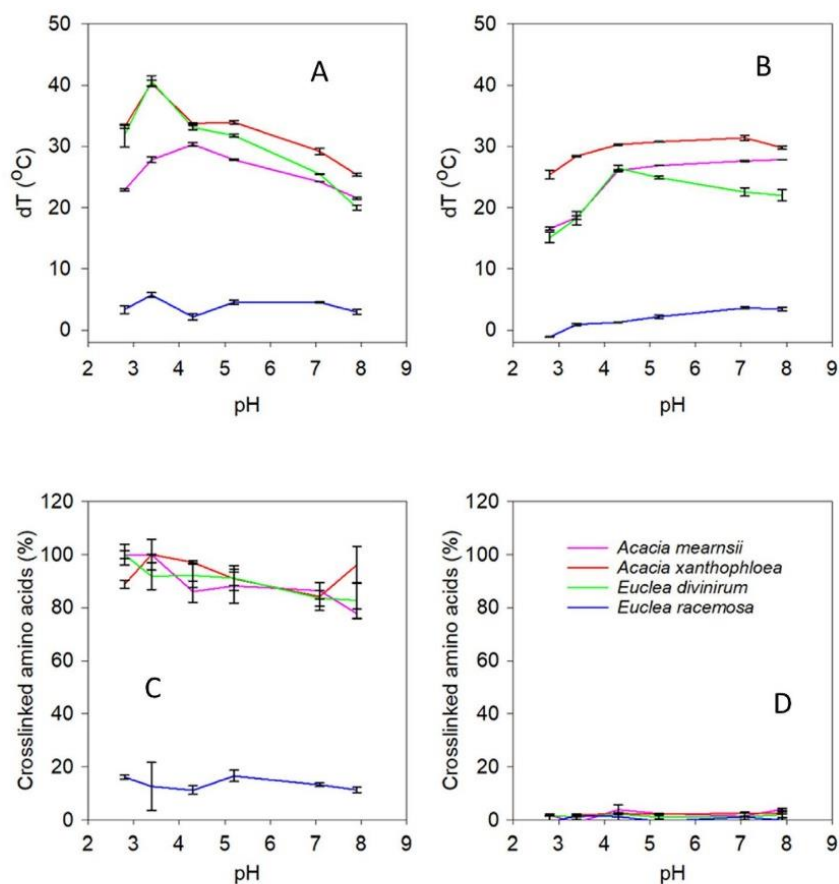 50
40
30
20
10
0
dT (°C)
A
2 3 4 5 6 7 8 9
pH
50
40
30
20
10
0
dT (°C)
B
2 3 4 5 6 7 8 9
pH
120
100
80
60
40
20
0
Crosslinked amino acids (%)
C
2 3 4 5 6 7 8 9
pH
120
100
80
60
40
20
0
Crosslinked amino acids (%)
Acacia mearnsii
Acacia xanthophloea
Euclea divinirum
Euclea racemosa
D
2 3 4 5 6 7 8 9
pH